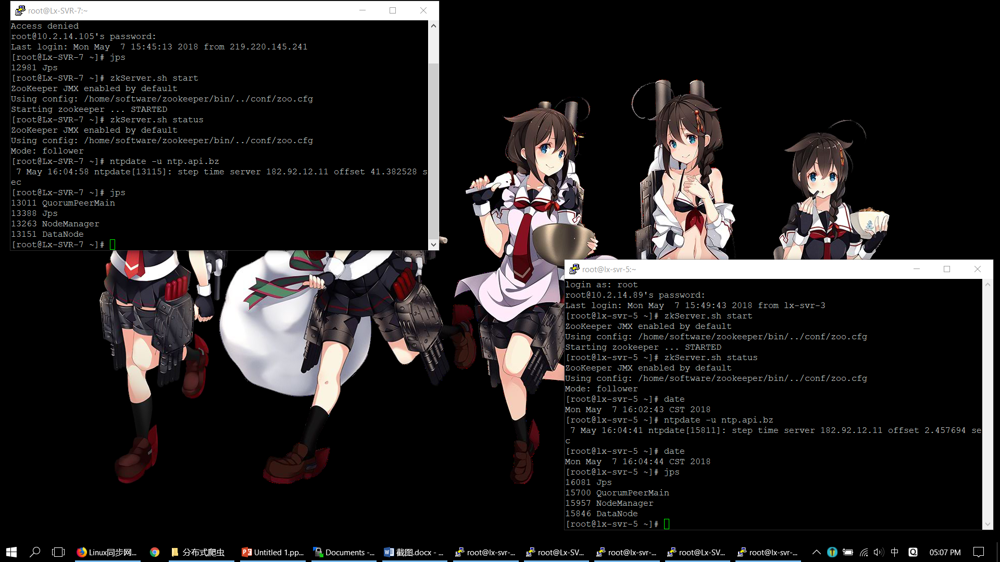 root@Lx-SVR-7:~
Access denied
root@10.2.14.105's password:
Last login: Mon May  7 15:45:13 2018 from 219.220.145.241
[root@Lx-SVR-7 ~]# jps
12981 Jps
[root@Lx-SVR-7 ~]# zkServer.sh start
ZooKeeper JMX enabled by default
Using config: /home/software/zookeeper/bin/../conf/zoo.cfg
Starting zookeeper ... STARTED
[root@Lx-SVR-7 ~]# zkServer.sh status
ZooKeeper JMX enabled by default
Using config: /home/software/zookeeper/bin/../conf/zoo.cfg
Mode: follower
[root@Lx-SVR-7 ~]# ntpdate -u ntp.api.bz
 7 May 16:04:58 ntpdate[13115]: step time server 182.92.12.11 offset 41.382528 s
ec
[root@Lx-SVR-7 ~]# jps
13011 QuorumPeerMain
13388 Jps
13263 NodeManager
13151 DataNode
[root@Lx-SVR-7 ~]#
root@lx-svr-5:~
login as: root
root@10.2.14.89's password:
Last login: Mon May  7 15:49:43 2018 from lx-svr-3
[root@lx-svr-5 ~]# zkServer.sh start
ZooKeeper JMX enabled by default
Using config: /home/software/zookeeper/bin/../conf/zoo.cfg
Starting zookeeper ... STARTED
[root@lx-svr-5 ~]# zkServer.sh status
ZooKeeper JMX enabled by default
Using config: /home/software/zookeeper/bin/../conf/zoo.cfg
Mode: follower
[root@lx-svr-5 ~]# date
Mon May  7 16:02:43 CST 2018
[root@lx-svr-5 ~]# ntpdate -u ntp.api.bz
 7 May 16:04:41 ntpdate[15811]: step time server 182.92.12.11 offset 2.457694 se
c
[root@lx-svr-5 ~]# date
Mon May  7 16:04:44 CST 2018
[root@lx-svr-5 ~]# jps
16081 Jps
15700 QuorumPeerMain
15957 NodeManager
15846 DataNode
[root@lx-svr-5 ~]#
Linux同步网... 分布式爬虫 Untitled 1.pp... Documents -... 截图.docx - ... root@lx-svr-... root@Lx-SV... root@lx-svr-... root@Lx-SV... root@lx-svr-... 中 05:07 PM